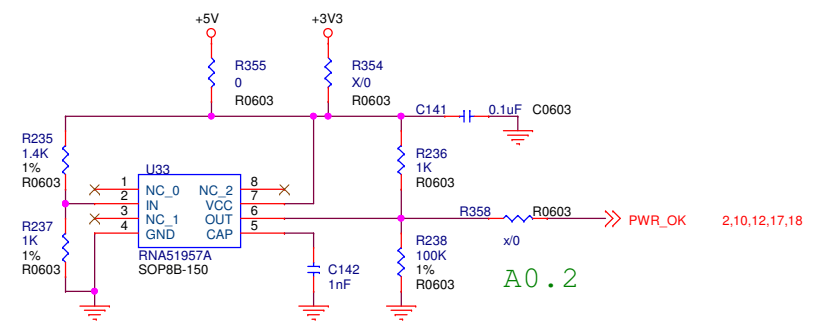 +5V
+3V3
R355
0
R0603
R354
X/0
R0603
C141
0.1uF
C0603
R235
1.4K
1%
R0603
R236
1K
R0603
U33
1
NC_0
NC_2
8
2
IN
VCC
7
3
NC_1
OUT
6
4
GND
CAP
5
RNA51957A
SOP8B-150
R237
1K
1%
R0603
C142
1nF
R238
100K
1%
R0603
R358
R0603
x/0
PWR_OK
2,10,12,17,18
A0.2